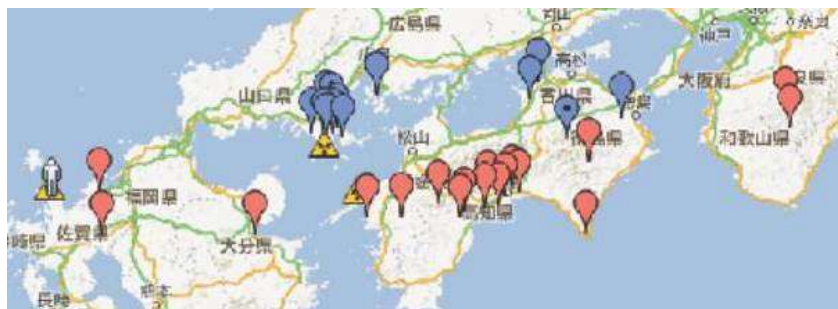 広島県
岡山
神戸
高松
山口県
香川県
大阪府
松山
徳島県
和歌山県
福岡県
高知県
佐賀県
大分県
長崎
熊本